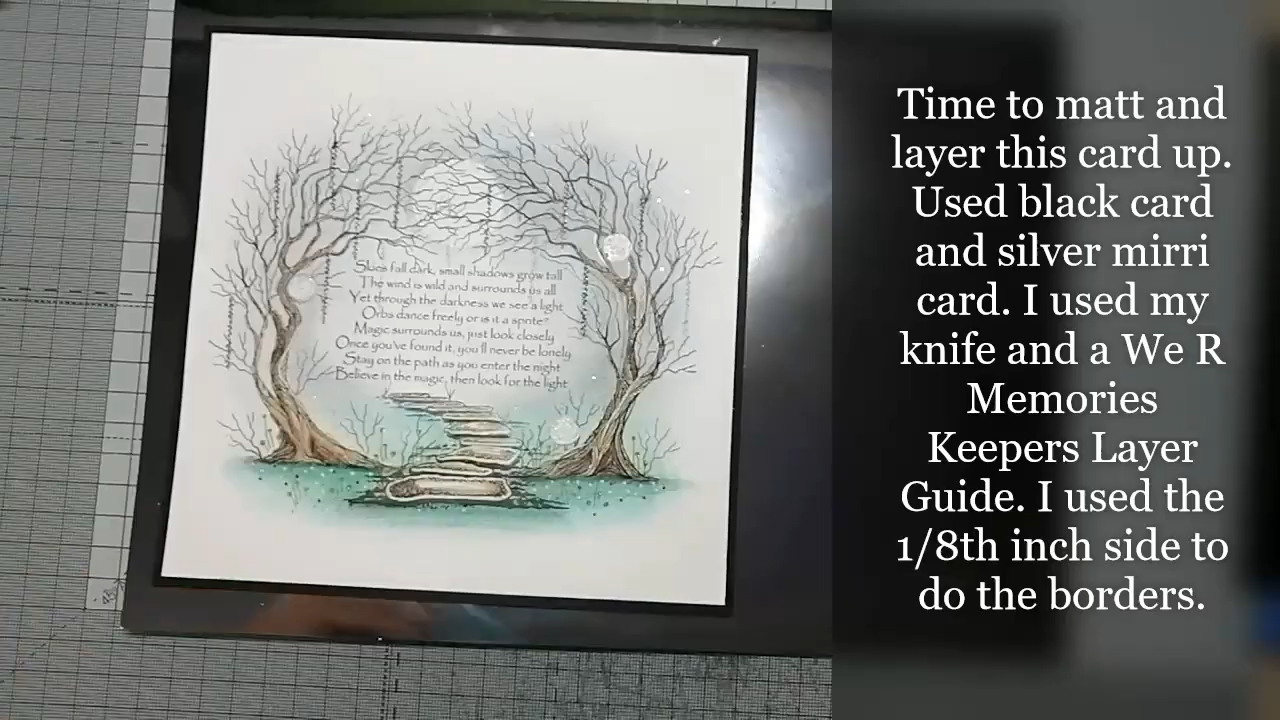 Skies fall dark, small shadows grow tall
The wind is wild and surrounds us all
Yet through the darkness we see a light
Orbs dance freely or is it a sprite?
Magic surrounds us, just look closely
Once you've found it, you'll never be lonely
Stay on the path as you enter the night
Believe in the magic, then look for the light
Time to matt and
layer this card up.
Used black card
and silver mirri
card. I used my
knife and a We R
Memories
Keepers Layer
Guide. I used the
1/8th inch side to
do the borders.